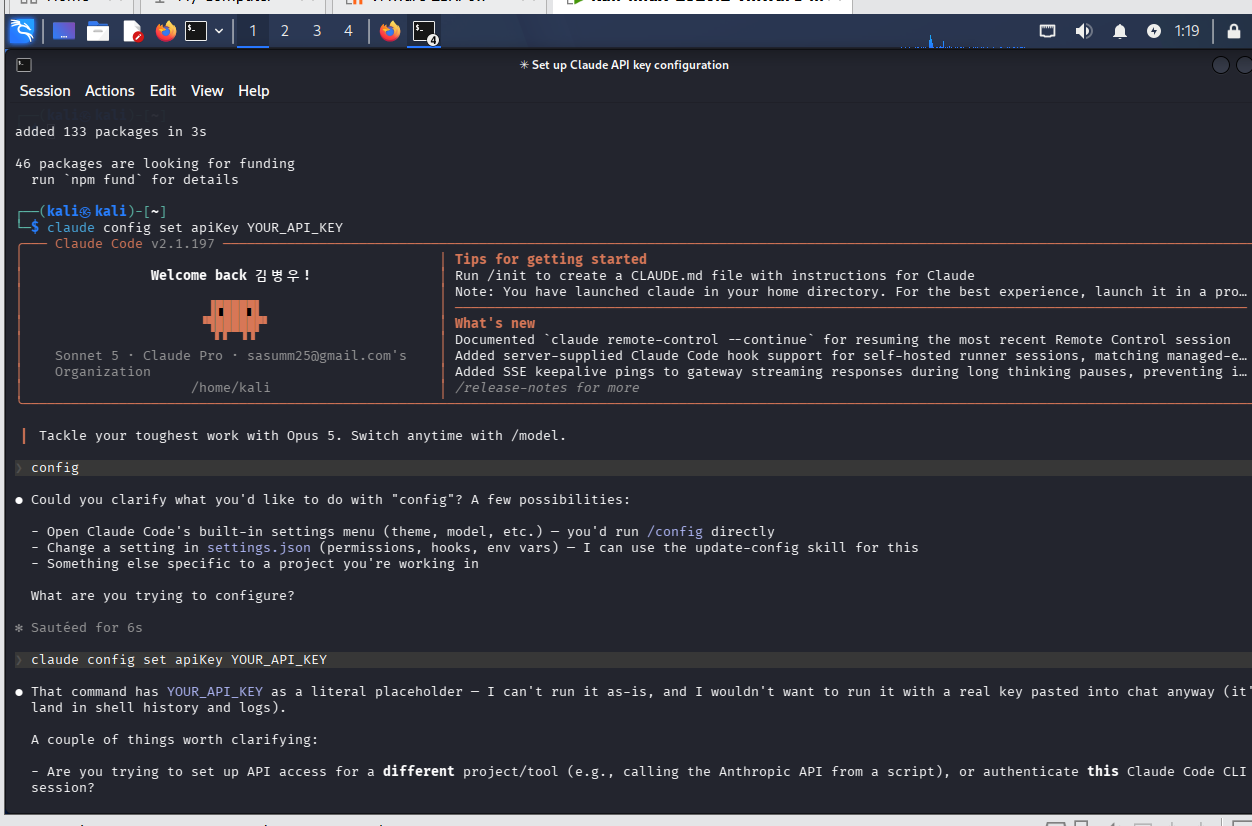 1 2 3 4
4
1:19
✳ Set up Claude API key configuration
Session Actions Edit View Help
added 133 packages in 3s
46 packages are looking for funding
run `npm fund` for details
┌──(kali㉿kali)-[~]
└─$ claude config set apiKey YOUR_API_KEY
Claude Code v2.1.197
Welcome back 김병우!
Sonnet 5 · Claude Pro · sasumm25@gmail.com's
Organization
/home/kali
Tips for getting started
Run /init to create a CLAUDE.md file with instructions for Claude
Note: You have launched claude in your home directory. For the best experience, launch it in a pro…
What's new
Documented `claude remote-control --continue` for resuming the most recent Remote Control session
Added server-supplied Claude Code hook support for self-hosted runner sessions, matching managed-e…
Added SSE keepalive pings to gateway streaming responses during long thinking pauses, preventing i…
/release-notes for more
Tackle your toughest work with Opus 5. Switch anytime with /model.
❯ config
● Could you clarify what you'd like to do with "config"? A few possibilities:
- Open Claude Code's built-in settings menu (theme, model, etc.) — you'd run /config directly
- Change a setting in settings.json (permissions, hooks, env vars) — I can use the update-config skill for this
- Something else specific to a project you're working in
What are you trying to configure?
✻ Sautéed for 6s
❯ claude config set apiKey YOUR_API_KEY
● That command has YOUR_API_KEY as a literal placeholder — I can't run it as-is, and I wouldn't want to run it with a real key pasted into chat anyway (it'
land in shell history and logs).
A couple of things worth clarifying:
- Are you trying to set up API access for a different project/tool (e.g., calling the Anthropic API from a script), or authenticate this Claude Code CLI
session?